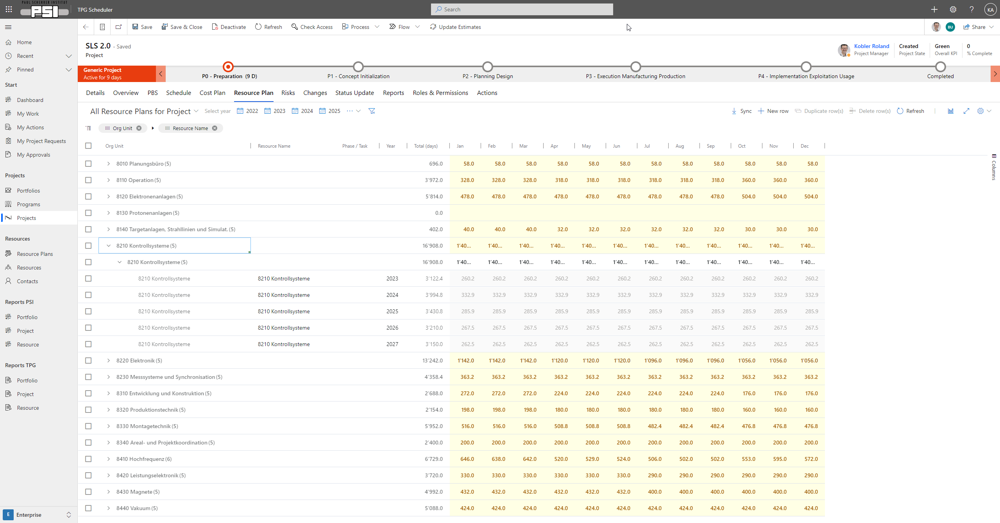 PAUL SCHERRER INSTITUT
PSI
TPG Scheduler
Search
KA
Save
Save & Close
Deactivate
Refresh
Check Access
Process
Flow
Update Estimates
BU
Share
Home
Recent
Pinned
Start
Dashboard
My Work
My Actions
My Project Requests
My Approvals
Projects
Portfolios
Programs
Projects
Resources
Resource Plans
Resources
Contacts
Reports PSI
Portfolio
Project
Resource
Reports TPG
Portfolio
Project
Resource
E Enterprise
SLS 2.0 - Saved
Project
Kobler Roland
Project Manager
Created
Project State
Green
Overall KPI
0
% Complete
Generic Project
Active for 9 days
P0 - Preparation (9 D)
P1 - Concept Initialization
P2 - Planning Design
P3 - Execution Manufacturing Production
P4 - Implementation Exploitation Usage
Completed
Details Overview PBS Schedule Cost Plan Resource Plan Risks Changes Status Update Reports Roles & Permissions Actions
All Resource Plans for Project Select year 2022 2023 2024 2025 ... Sync New row Duplicate row(s) Delete row(s) Refresh
Org Unit Resource Name
Org Unit Resource Name Phase / Task Year Total (days) Jan Feb Mar Apr May Jun Jul Aug Sep Oct Nov Dec
8010 Planungsbüro (5) 696.0 58.0 58.0 58.0 58.0 58.0 58.0 58.0 58.0 58.0 58.0 58.0 58.0
8110 Operation (5) 3'972.0 328.0 328.0 328.0 318.0 318.0 318.0 318.0 318.0 318.0 360.0 360.0 360.0
8120 Elektronenanlagen (5) 5'814.0 478.0 478.0 478.0 478.0 478.0 478.0 478.0 478.0 478.0 504.0 504.0 504.0
8130 Protonenanlagen (5) 0.0
8140 Targetanlagen, Strahllinien und Simulat. (5) 402.0 40.0 40.0 40.0 32.0 32.0 32.0 32.0 32.0 32.0 30.0 30.0 30.0
8210 Kontrollsysteme (5) 16'908.0 1'40... 1'40... 1'40... 1'40... 1'40... 1'40... 1'40... 1'40... 1'40... 1'40... 1'40... 1'40...
8210 Kontrollsysteme (5) 16'908.0 1'40... 1'40... 1'40... 1'40... 1'40... 1'40... 1'40... 1'40... 1'40... 1'40... 1'40... 1'40...
8210 Kontrollsysteme 8210 Kontrollsysteme 2023 3'122.4 260.2 260.2 260.2 260.2 260.2 260.2 260.2 260.2 260.2 260.2 260.2 260.2
8210 Kontrollsysteme 8210 Kontrollsysteme 2024 3'994.8 332.9 332.9 332.9 332.9 332.9 332.9 332.9 332.9 332.9 332.9 332.9 332.9
8210 Kontrollsysteme 8210 Kontrollsysteme 2025 3'430.8 285.9 285.9 285.9 285.9 285.9 285.9 285.9 285.9 285.9 285.9 285.9 285.9
8210 Kontrollsysteme 8210 Kontrollsysteme 2026 3'210.0 267.5 267.5 267.5 267.5 267.5 267.5 267.5 267.5 267.5 267.5 267.5 267.5
8210 Kontrollsysteme 8210 Kontrollsysteme 2027 3'150.0 262.5 262.5 262.5 262.5 262.5 262.5 262.5 262.5 262.5 262.5 262.5 262.5
8220 Elektronik (5) 13'242.0 1'142.0 1'142.0 1'142.0 1'120.0 1'120.0 1'120.0 1'096.0 1'096.0 1'096.0 1'056.0 1'056.0 1'056.0
8230 Messsysteme und Synchronisation (5) 4'358.4 363.2 363.2 363.2 363.2 363.2 363.2 363.2 363.2 363.2 363.2 363.2 363.2
8310 Entwicklung und Konstruktion (5) 2'688.0 272.0 272.0 272.0 224.0 224.0 224.0 224.0 224.0 224.0 176.0 176.0 176.0
8320 Produktionstechnik (5) 2'154.0 198.0 198.0 198.0 180.0 180.0 180.0 180.0 180.0 180.0 160.0 160.0 160.0
8330 Montagetechnik (5) 5'952.0 516.0 516.0 516.0 508.8 508.8 508.8 482.4 482.4 482.4 476.8 476.8 476.8
8340 Areal- und Projektkoordination (5) 2'400.0 200.0 200.0 200.0 200.0 200.0 200.0 200.0 200.0 200.0 200.0 200.0 200.0
8410 Hochfrequenz (6) 6'729.0 646.0 638.0 642.0 520.0 529.0 524.0 506.0 502.0 502.0 553.0 595.0 572.0
8420 Leistungselektronik (5) 3'720.0 330.0 330.0 330.0 330.0 330.0 330.0 290.0 290.0 290.0 290.0 290.0 290.0
8430 Magnete (5) 4'992.0 432.0 432.0 432.0 432.0 432.0 432.0 400.0 400.0 400.0 400.0 400.0 400.0
8440 Vakuum (5) 5'088.0 424.0 424.0 424.0 424.0 424.0 424.0 424.0 424.0 424.0 424.0 424.0 424.0
Columns